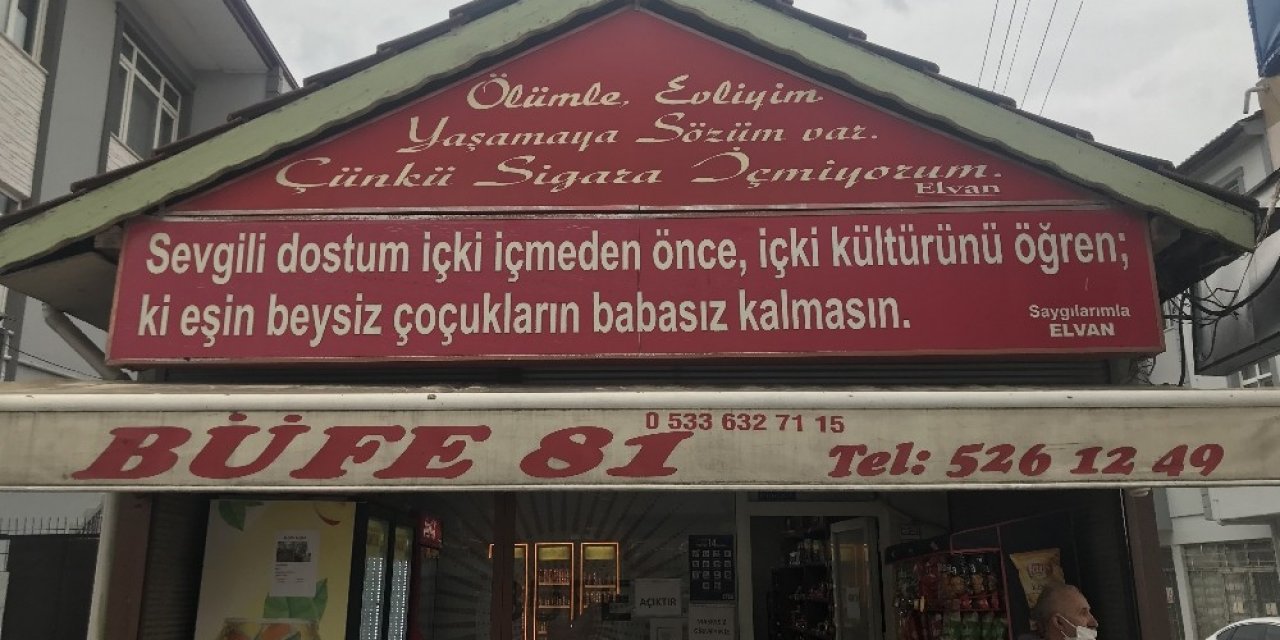 Ölümle, Evliyim
Yaşamaya Sözüm var.
Çünkü Sigara İçmiyorum.
Elvan
Sevgili dostum içki içmeden önce, içki kültürünü öğren;
ki eşin beysiz çoçukların babasız kalmasın.
Saygılarımla
ELVAN
0 533 632 71 15
BÜFE 81
Tel: 526 12 49
14
AÇIKTIR